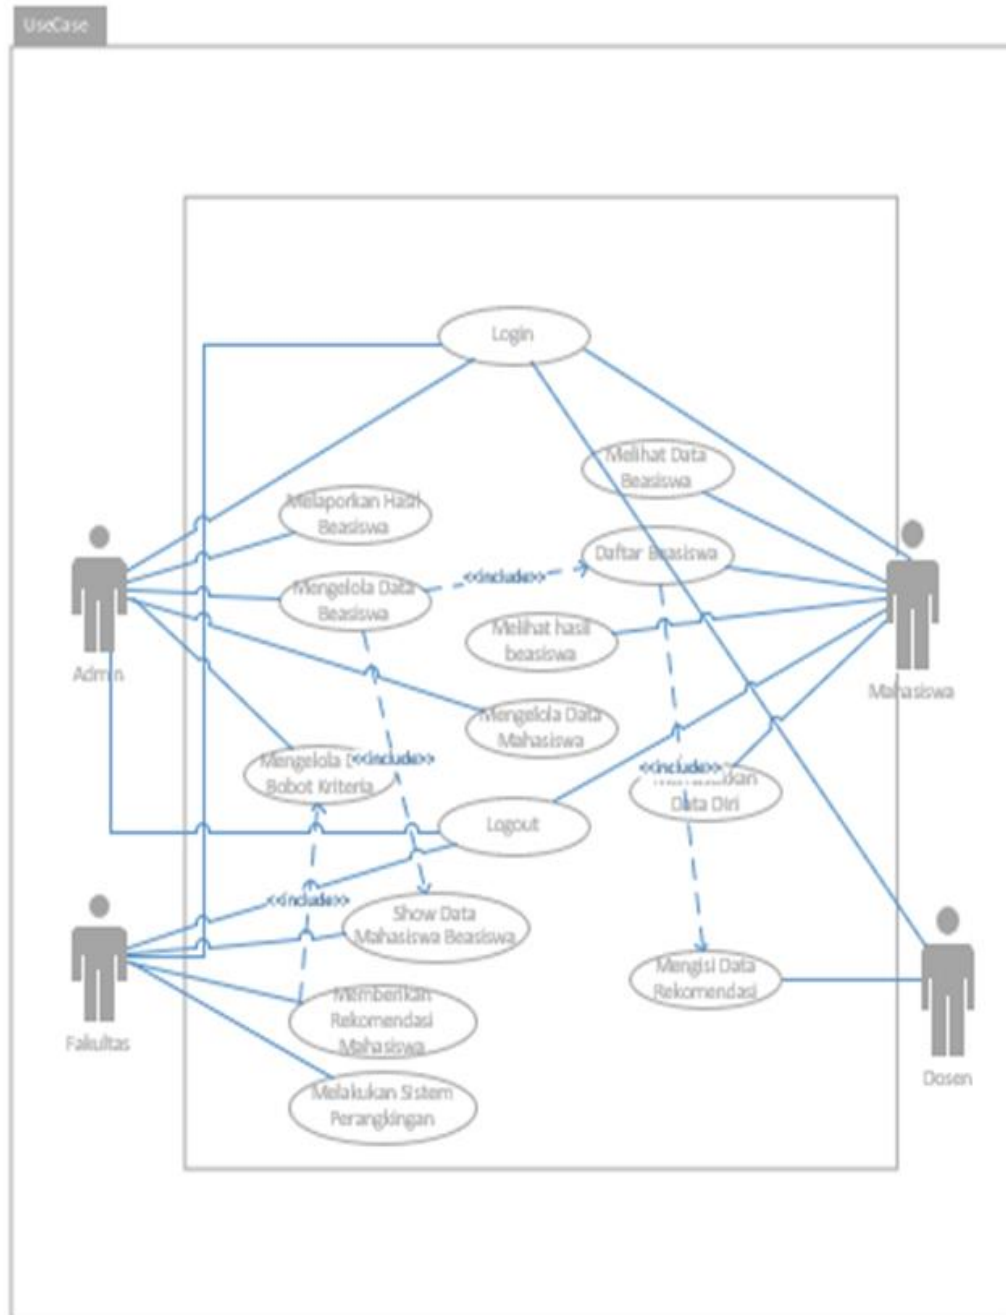 UseCase
Login
Melihat Data
Beasiswa
Melaporkan Hasil
Beasiswa
Daftar Beasiswa
<<include>>
Mengelola Data
Beasiswa
Melihat hasil
beasiswa
Admin
Mahasiswa
Mengelola Data
Mahasiswa
Mengelola
Bobot Kriteria
<<include>>
<<include>>
Data Diri
Logout
<<include>>
Show Data
Mahasiswa Beasiswa
Mengisi Data
Rekomendasi
Memberikan
Rekomendasi
Mahasiswa
Fakultas
Dosen
Melakukan Sistem
Perangkingan